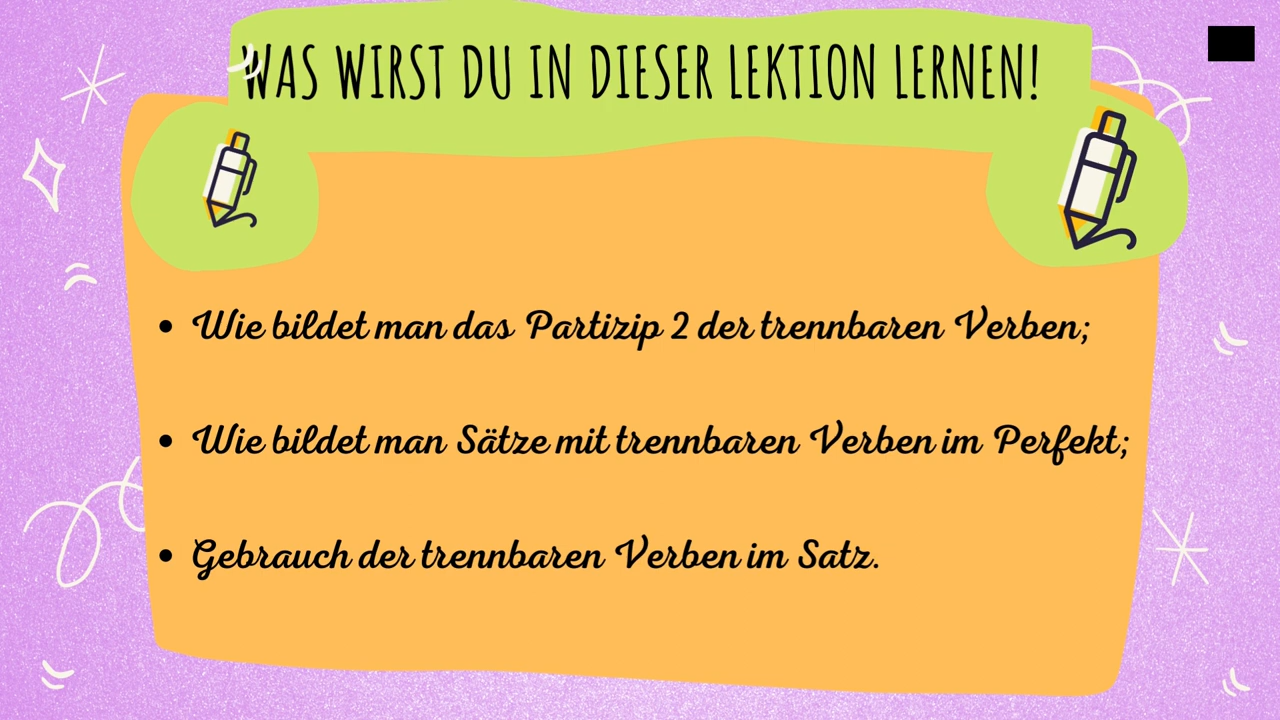 WAS WIRST DU IN DIESER LEKTION LERNEN!
• Wie bildet man das Partizip 2 der trennbaren Verben;
• Wie bildet man Sätze mit trennbaren Verben im Perfekt;
• Gebrauch der trennbaren Verben im Satz.